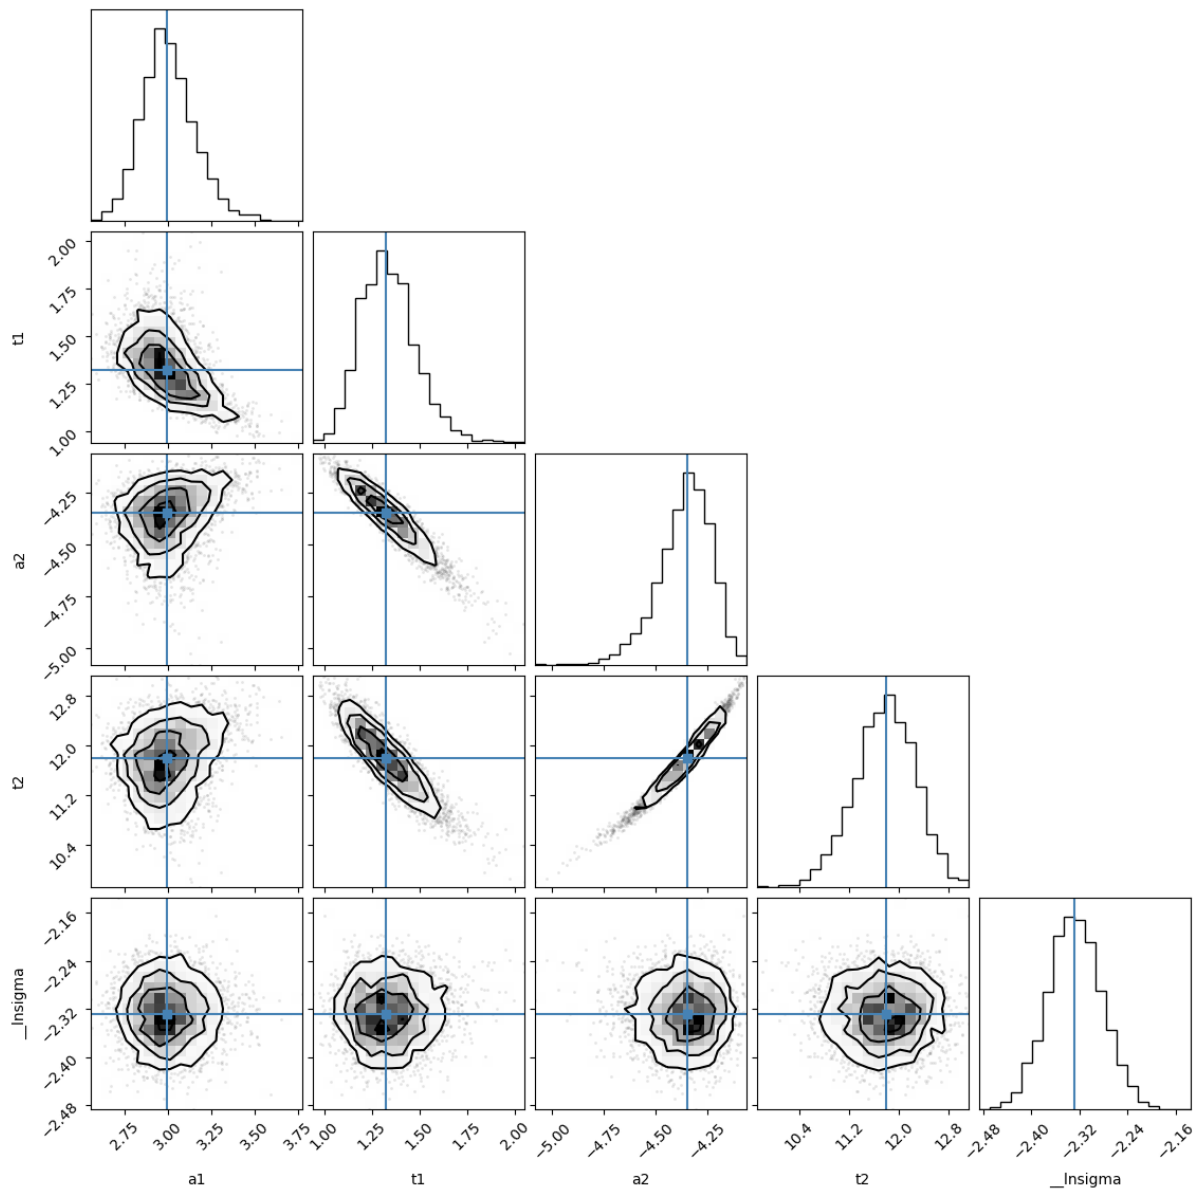 2.00
1.75
1.50
1.25
1.00
t1
−4.25
−4.50
−4.75
−5.00
a2
12.8
12.0
11.2
10.4
t2
−2.16
−2.24
−2.32
−2.40
−2.48
__lnsigma
2.75 3.00 3.25 3.50 3.75
1.00 1.25 1.50 1.75 2.00
−5.00 −4.75 −4.50 −4.25
10.4 11.2 12.0 12.8
−2.48 −2.40 −2.32 −2.24 −2.16
a1 t1 a2 t2 __lnsigma